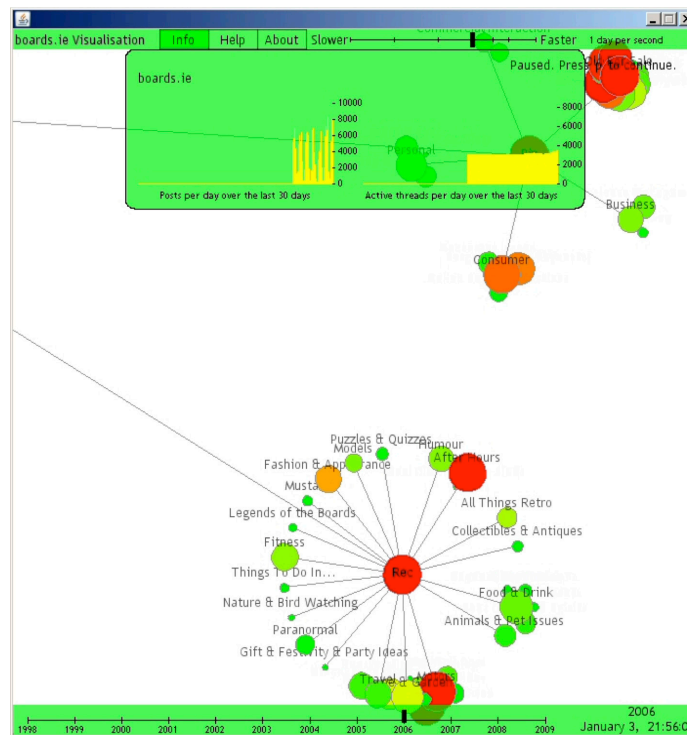 boards.ie Visualisation Info Help About Slower Faster 1 day per second
Commercial Interaction
Paused. Press p to continue.
boards.ie
10000
8000
6000
4000
2000
0
8000
6000
4000
2000
0
Posts per day over the last 30 days
Active threads per day over the last 30 days
Personal
Business
Consumer
Puzzles & Quizzes
Humour
Models
After Hours
Fashion & Appearance
All Things Retro
Legends of the Boards
Collectibles & Antiques
Fitness
Rec
Things To Do In...
Food & Drink
Nature & Bird Watching
Animals & Pet Issues
Paranormal
Gift & Festivity & Party Ideas
Motors
2006
January 3, 21:56:0
1998 1999 2000 2001 2002 2003 2004 2005 2006 2007 2008 2009